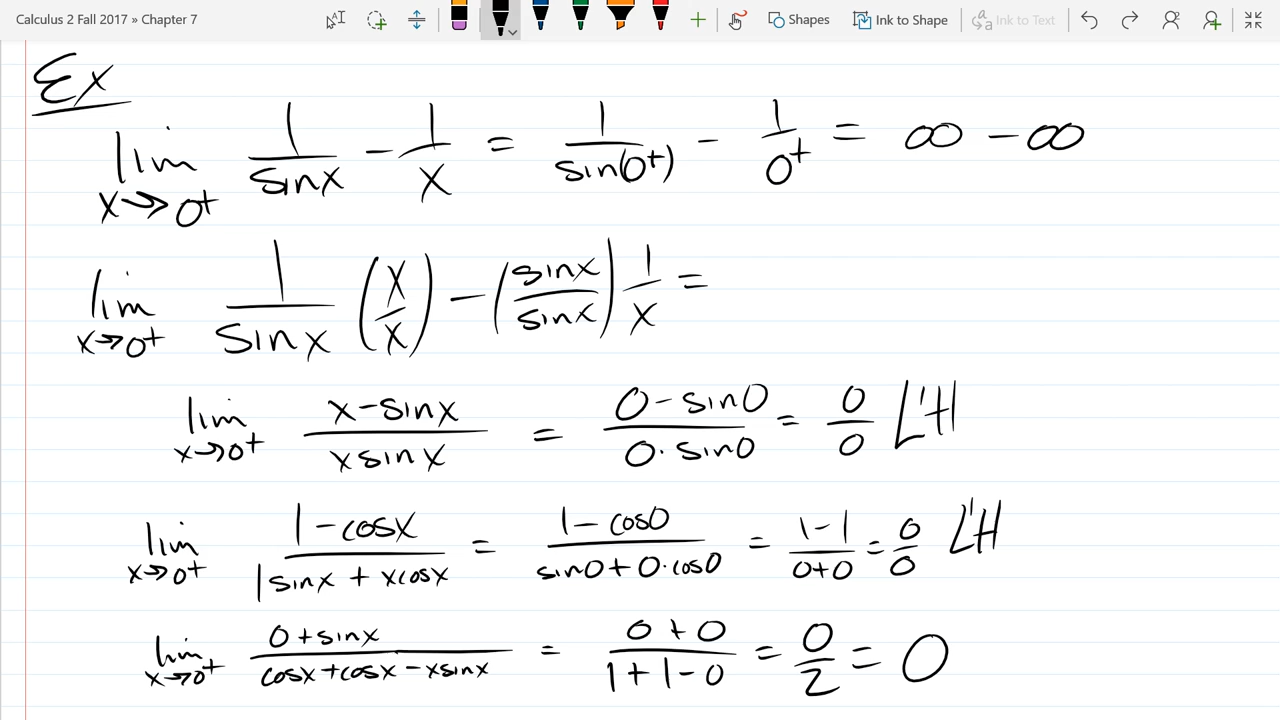 Calculus 2 Fall 2017 » Chapter 7
Shapes Ink to Shape Ink to Text
Ex
lim x→0⁺ 1/sinx - 1/x = 1/sin(0⁺) - 1/0⁺ = ∞ - ∞
lim x→0⁺ 1/sinx (x/x) - (sinx/sinx) 1/x =
lim x→0⁺ (x-sinx)/(x sinx) = (0-sin0)/(0·sin0) = 0/0 L'H
lim x→0⁺ (1-cosx)/(1sinx + xcosx) = (1-cos0)/(sin0+0·cos0) = (1-1)/(0+0) = 0/0 L'H
lim x→0⁺ (0+sinx)/(cosx+cosx-xsinx) = (0+0)/(1+1-0) = 0/2 = 0